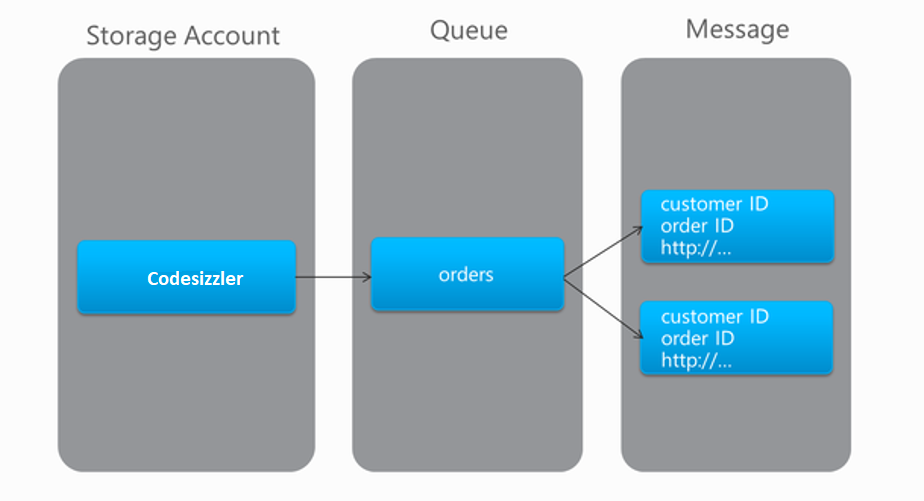 Storage Account
Queue
Message
Codesizzler
orders
customer ID
order ID
http://...
customer ID
order ID
http://...